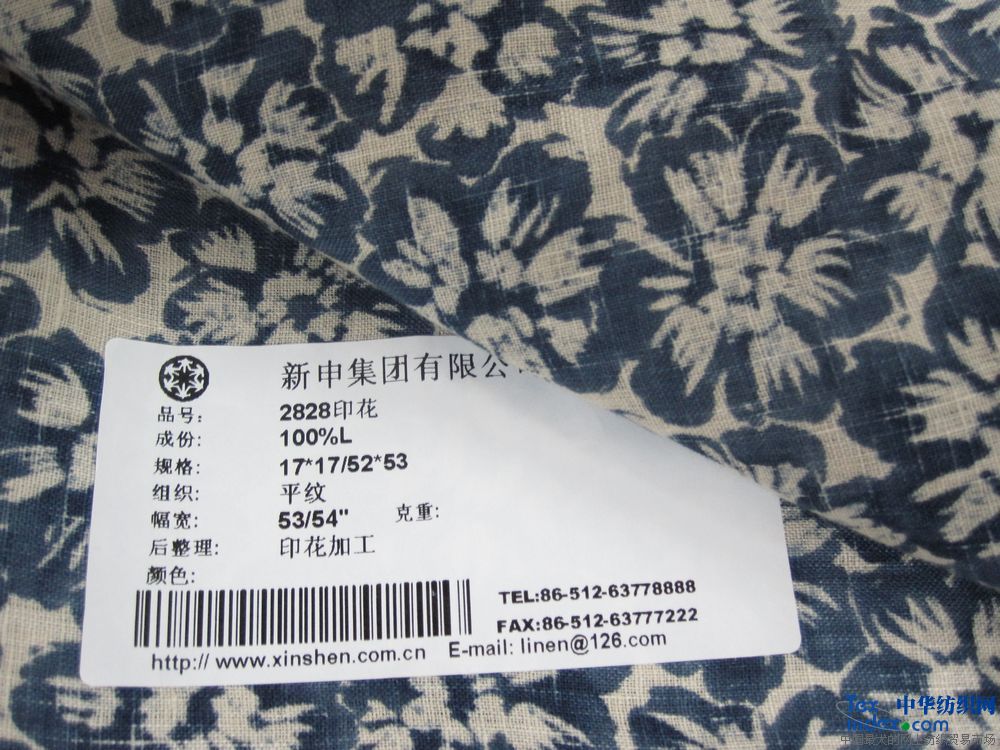 新申集团有限公
品号: 2828印花
成份: 100%L
规格: 17*17/52*53
组织: 平纹
幅宽: 53/54" 克重:
后整理: 印花加工
颜色:
TEL:86-512-63778888
FAX:86-512-63777222
http:// www.xinshen.com.cn E-mail: linen@126.com
Tex 中华纺织网
index.com